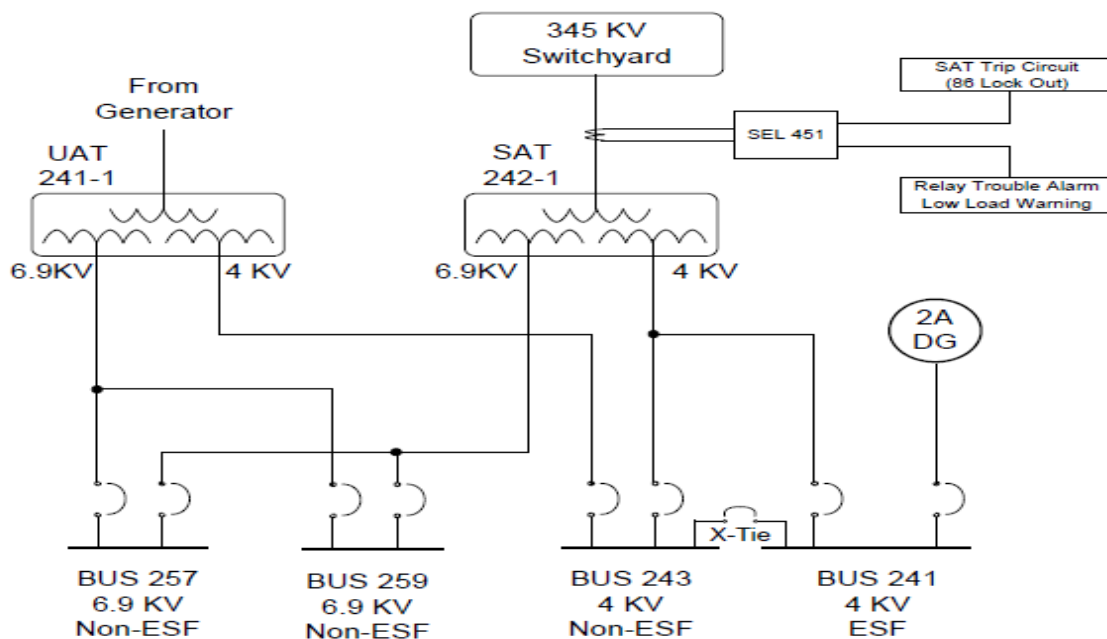 345 KV
Switchyard
SAT Trip Circuit
(86 Lock Out)
From
Generator
SEL 451
UAT
241-1
SAT
242-1
Relay Trouble Alarm
Low Load Warning
6.9KV
4 KV
6.9KV
4 KV
2A
DG
X-Tie
BUS 257
6.9 KV
Non-ESF
BUS 259
6.9 KV
Non-ESF
BUS 243
4 KV
Non-ESF
BUS 241
4 KV
ESF